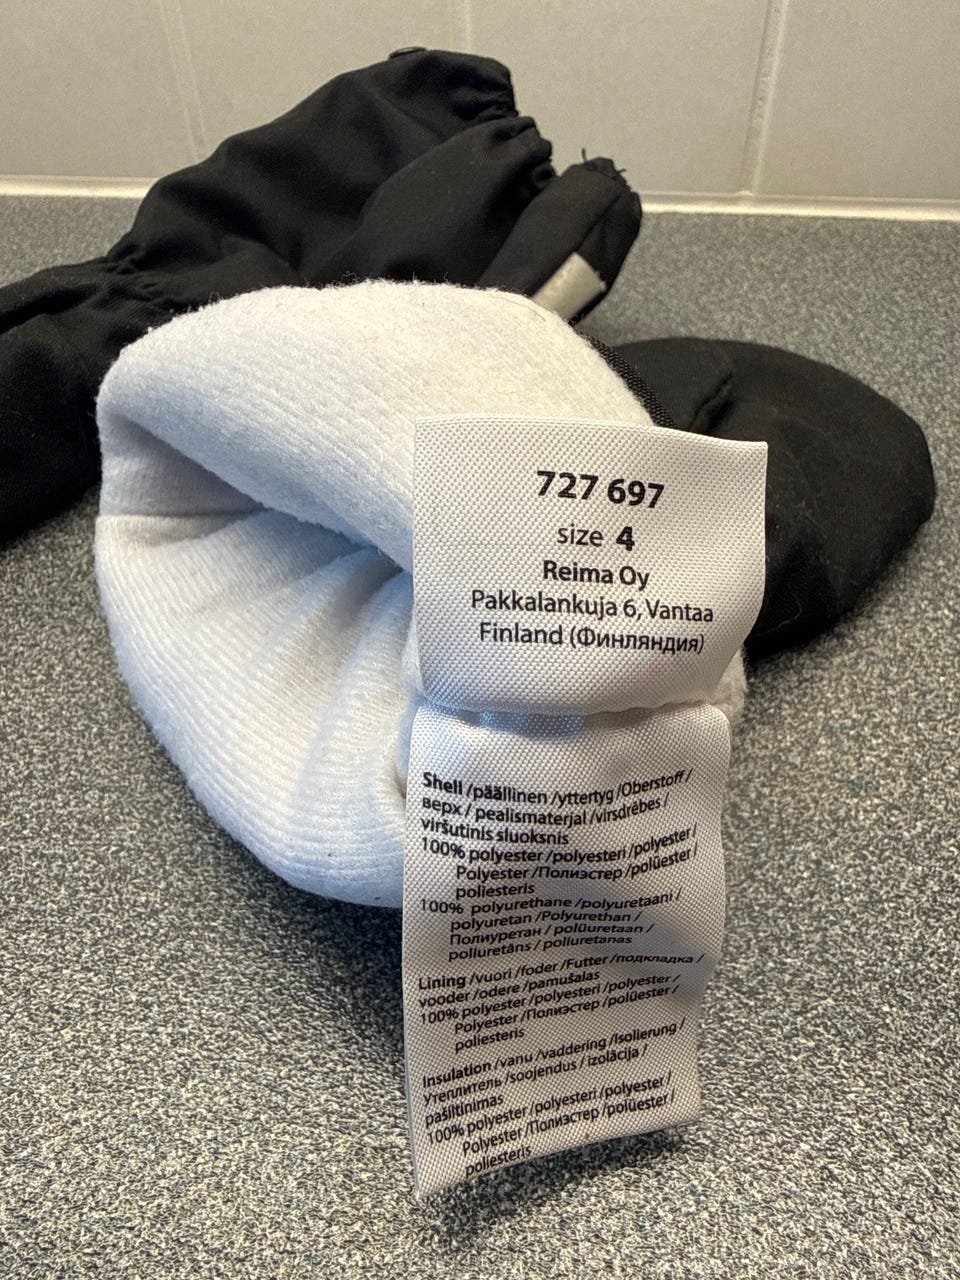 727 697
size 4
Reima Oy
Pakkalankuja 6, Vantaa
Finland (Финляндия)
Shell /päällinen /yttertyg /Oberstoff /
верх / pealismaterjal /virsdrēbes /
viršutinis sluoksnis
100% polyester /polyesteri /polyester /
Polyester /Полиэстер /polüester /
poliesteris
100% polyurethane /polyuretaani /
polyuretan /Polyurethan /
Полиуретан / polüuretaan /
poliuretāns / poliuretanas
Lining /vuori /foder /Futter /подкладка /
vooder /odere /pamušalas
100% polyester /polyesteri /polyester /
Polyester /Полиэстер /polüester /
poliesteris
Insulation /vanu /vaddering /Isolierung /
Утеплитель /soojendus / izolācija /
pašiltinimas
100% polyester /polyesteri /polyester /
Polyester /Полиэстер /polüester /
poliesteris